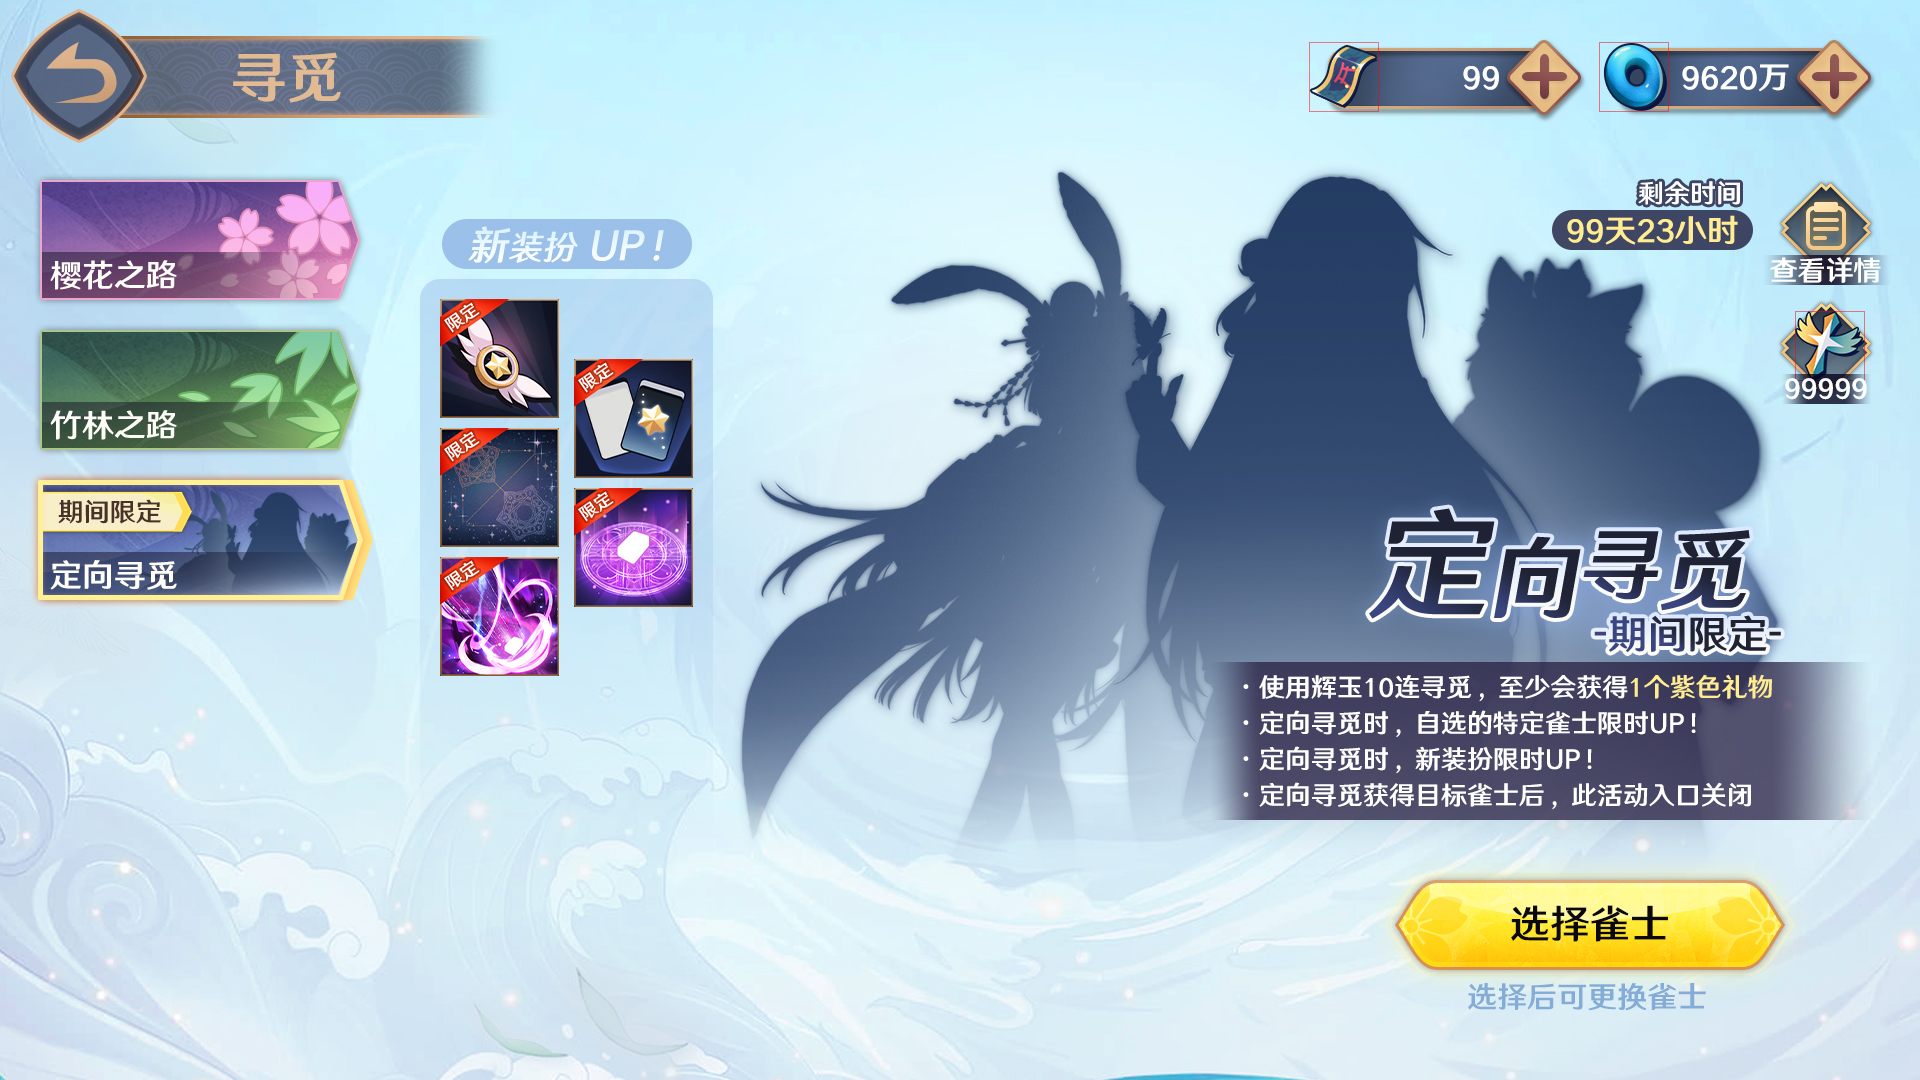 寻觅
99
9620万
剩余时间
99天23小时
查看详情
99999
樱花之路
竹林之路
期间限定
定向寻觅
新装扮 UP！
限定
限定
限定
限定
限定
定向寻觅
-期间限定-
· 使用辉玉10连寻觅，至少会获得1个紫色礼物
· 定向寻觅时，自选的特定雀士限时UP！
· 定向寻觅时，新装扮限时UP！
· 定向寻觅获得目标雀士后，此活动入口关闭
选择雀士
选择后可更换雀士